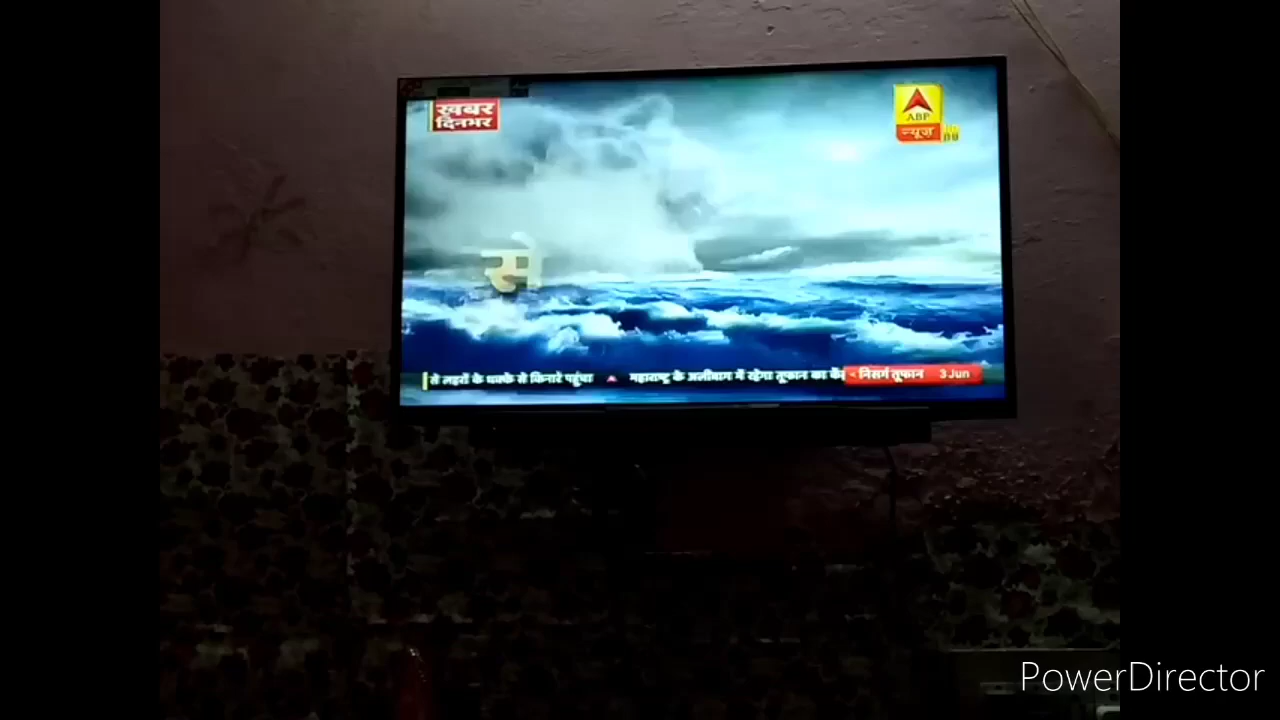 खबर
दिनभर
ABP
न्यूज़
से
से लहरों के धक्के से किनारे पहुंचा
महाराष्ट्र के अलीबाग में रहेगा तूफान का
निसर्ग तूफान 3 Jun
PowerDirector